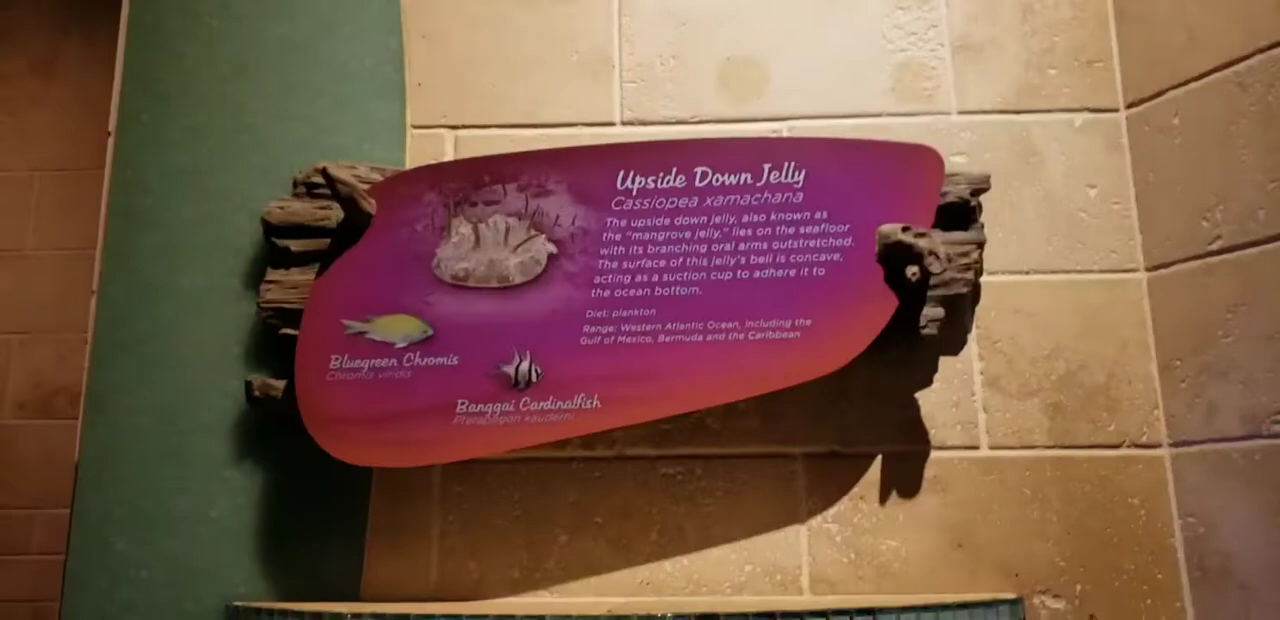 Upside Down Jelly
Cassiopea xamachana
The upside down jelly, also known as
the "mangrove jelly," lies on the seafloor
with its branching oral arms outstretched.
The surface of this jelly's bell is concave,
acting as a suction cup to adhere it to
the ocean bottom.
Diet: plankton
Range: Western Atlantic Ocean, including the
Gulf of Mexico, Bermuda and the Caribbean
Bluegreen Chromis
Chromis viridis
Banggai Cardinalfish
Pterapogon kauderni